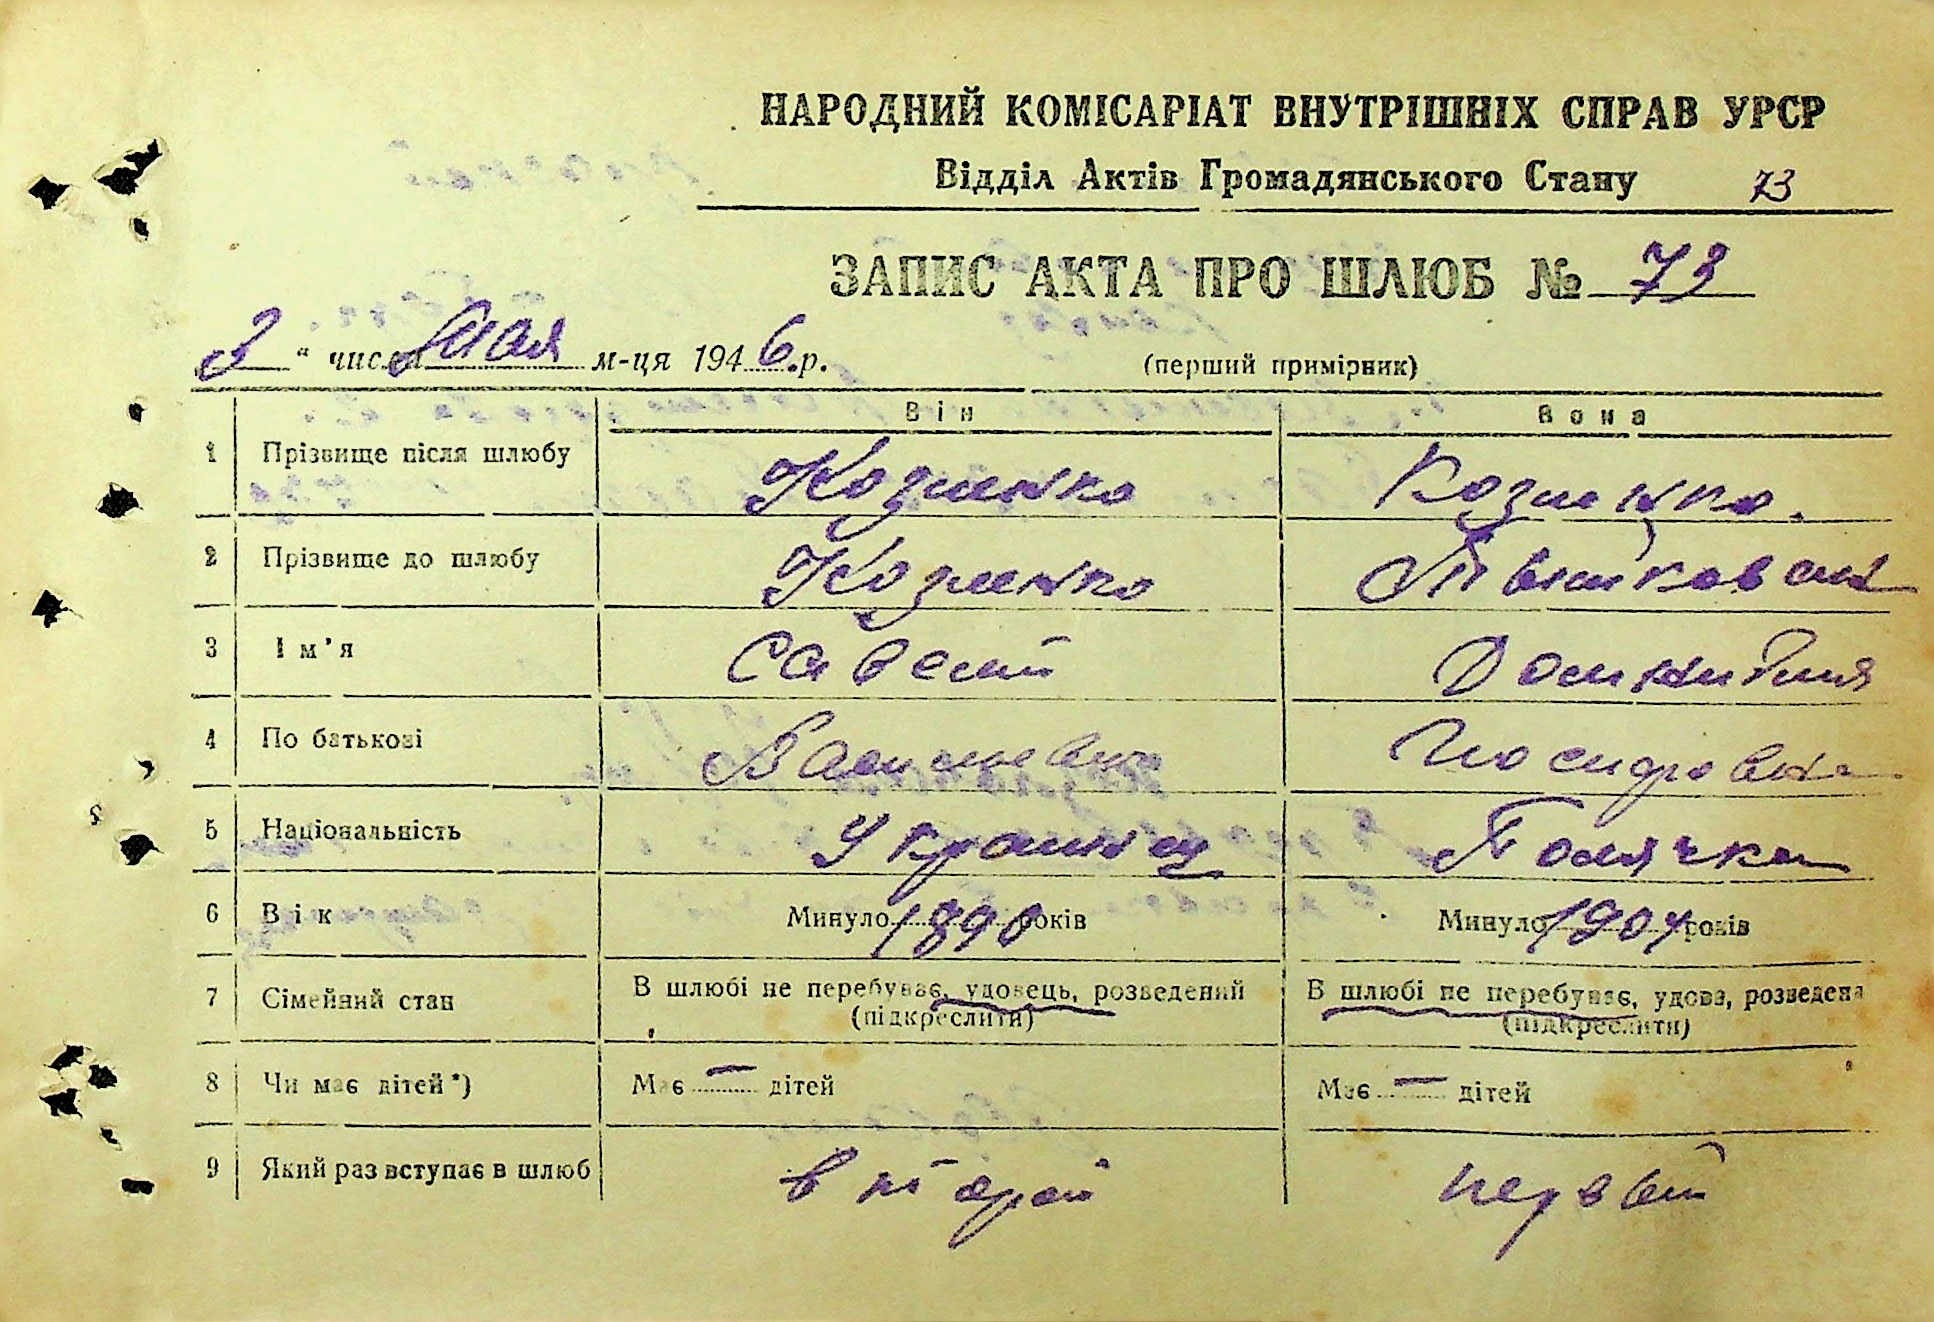 НАРОДНИЙ КОМІСАРІАТ ВНУТРІШНІХ СПРАВ УРСР
Відділ Актів Громадянського Стану 73
ЗАПИС АКТА ПРО ШЛЮБ № 73
3 " числа Мая м-ця 1946.р. (перший примірник)
Він Вона
1 Прізвище після шлюбу Козменко Козменко.
2 Прізвище до шлюбу Козменко
3 Ім'я Савелий
4 По батькові Васильевич Иосифовна
5 Національність Украинец Полячка
6 Вік Минуло 1890 років Минуло 1904 років
7 Сімейний стан В шлюбі не перебуває, удовець, розведений В шлюбі не перебуває, удова, розведена
(підкреслити) (підкреслити)
8 Чи має дітей*) Має — дітей Має — дітей
9 Який раз вступає в шлюб второй первый